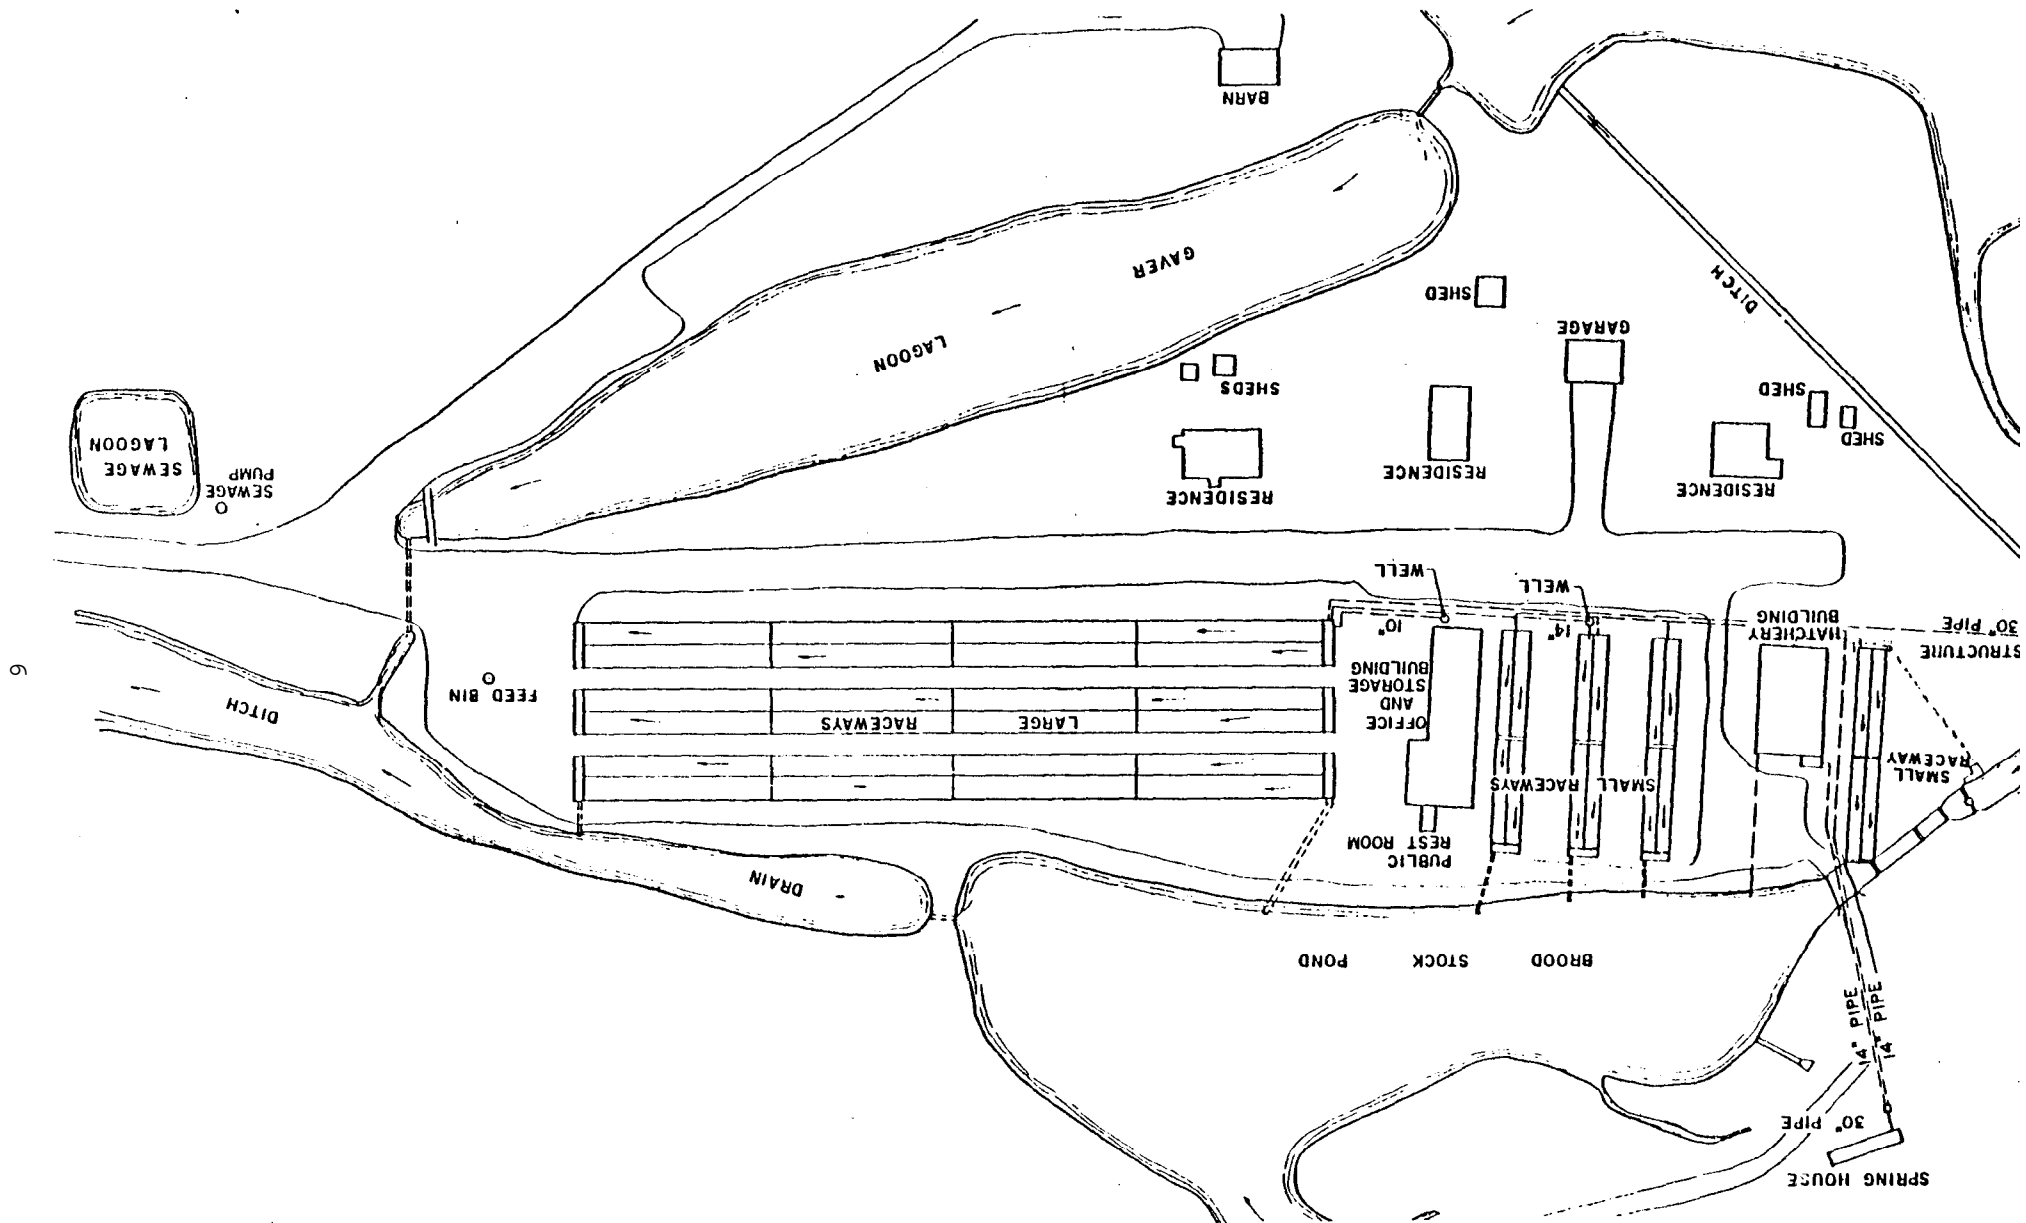 SPRING HOUSE
30" PIPE
14" PIPE
14" PIPE
BROOD STOCK POND
DRAIN
DITCH
PUBLIC
REST ROOM
SMALL
RACEWAY
SMALL RACEWAYS
OFFICE
AND
STORAGE
BUILDING
LARGE RACEWAYS
FEED BIN
STRUCTURE
30" PIPE
HATCHERY
BUILDING
14"
10"
WELL
WELL
RESIDENCE
RESIDENCE
RESIDENCE
SEWAGE
PUMP
SEWAGE
LAGOON
SHED
SHED
SHEDS
GARAGE
LAGOON
SHED
DITCH
GAVER
BARN